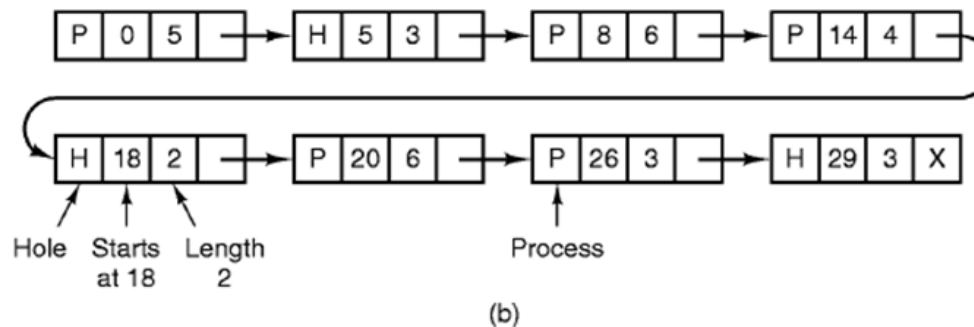 P 0 5 H 5 3 P 8 6 P 14 4
H 18 2 P 20 6 P 26 3 H 29 3 X
Hole Starts Length Process
at 18 2
(b)